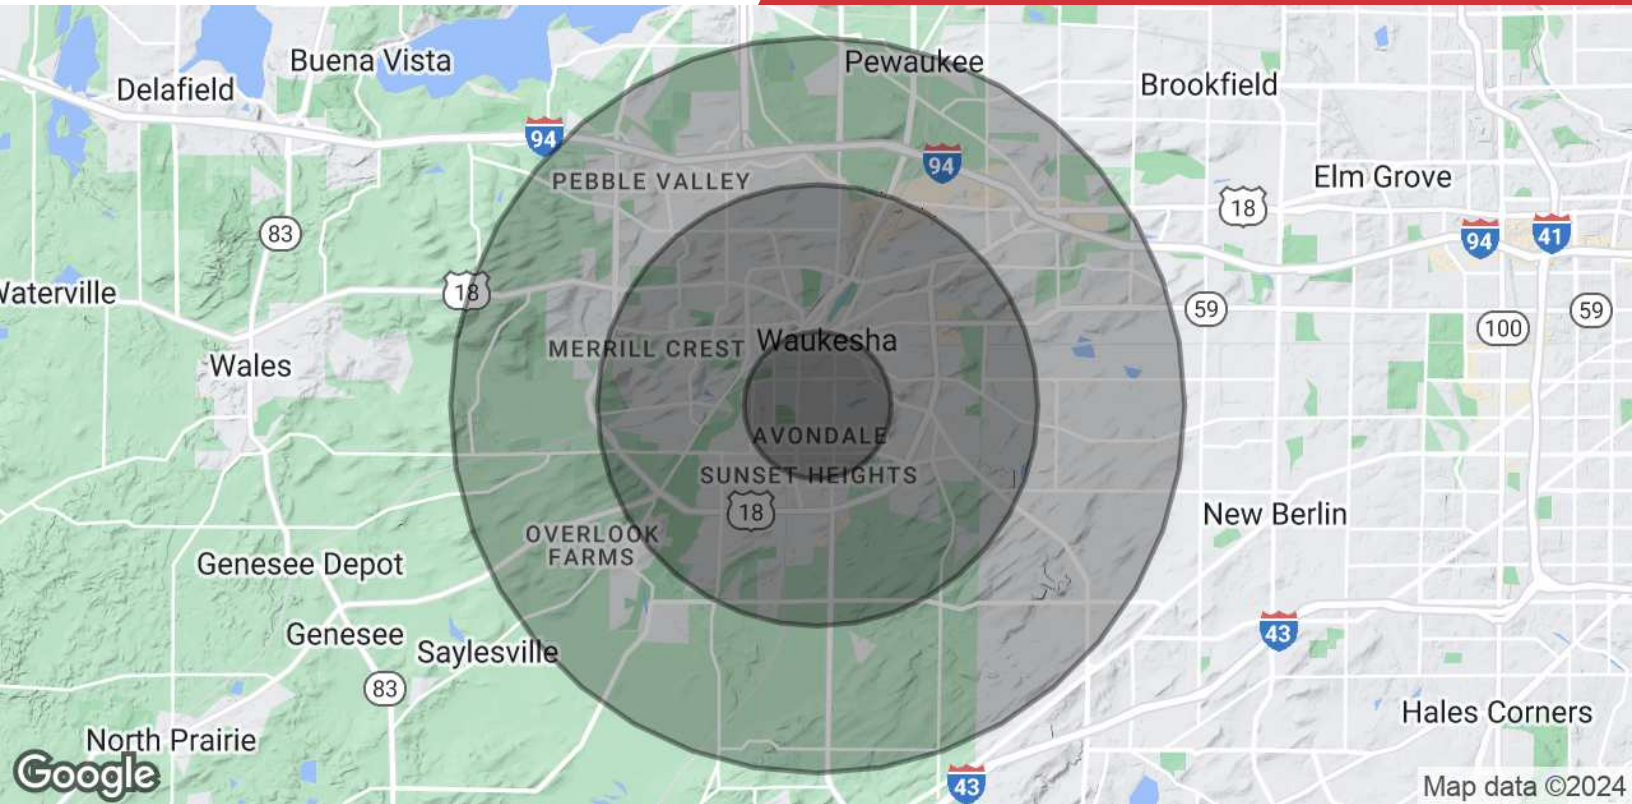 Buena Vista
Pewaukee
Delafield
Brookfield
94
94
PEBBLE VALLEY
Elm Grove
18
83
94
41
18
Waterville
59
59
100
Waukesha
MERRILL CREST
Wales
AVONDALE
SUNSET HEIGHTS
18
New Berlin
OVERLOOK
FARMS
Genesee Depot
43
Genesee
Saylesville
83
Hales Corners
North Prairie
Google
43
Map data ©2024